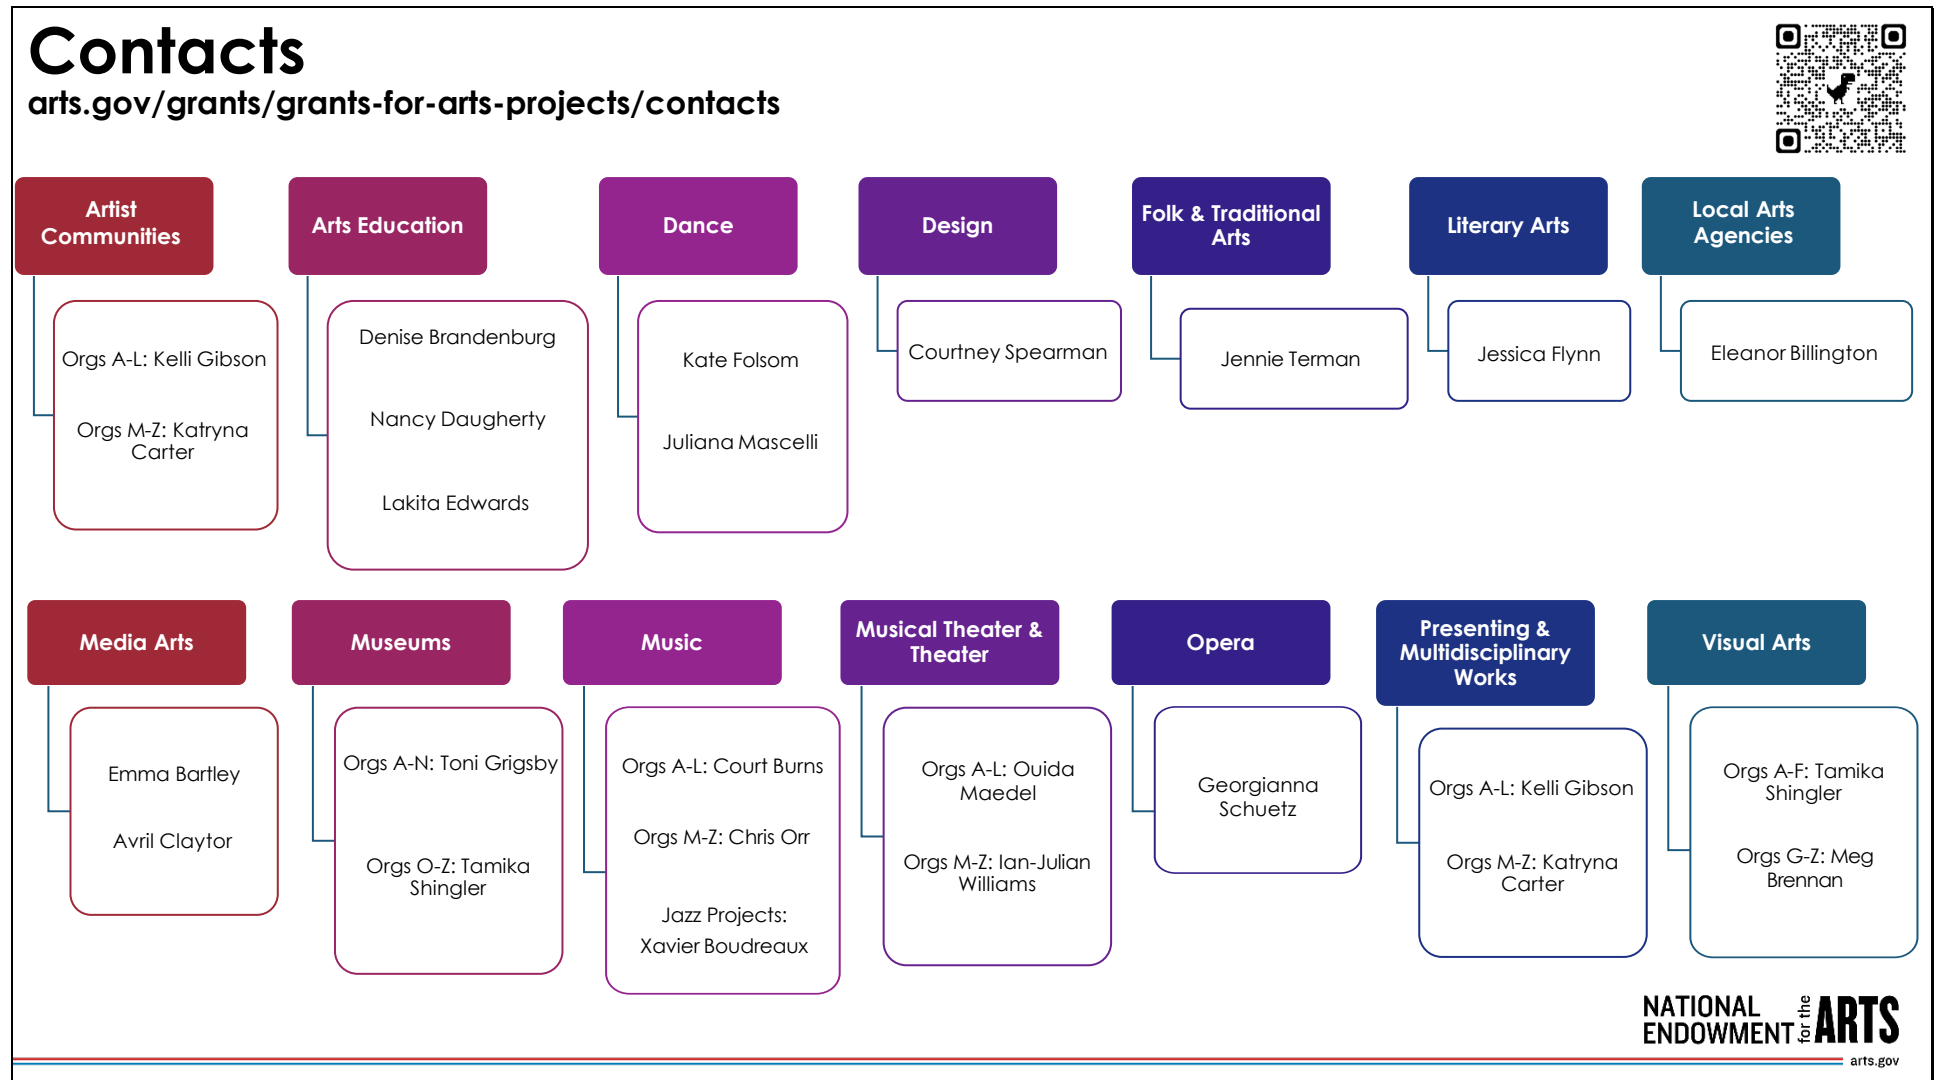 Contacts
arts.gov/grants/grants-for-arts-projects/contacts
Artist
Communities
Orgs A-L: Kelli Gibson
Orgs M-Z: Katryna
Carter
Arts Education
Denise Brandenburg
Nancy Daugherty
Lakita Edwards
Dance
Kate Folsom
Juliana Mascelli
Design
Courtney Spearman
Folk & Traditional
Arts
Jennie Terman
Literary Arts
Jessica Flynn
Local Arts
Agencies
Eleanor Billington
Media Arts
Emma Bartley
Avril Claytor
Museums
Orgs A-N: Toni Grigsby
Orgs O-Z: Tamika
Shingler
Music
Orgs A-L: Court Burns
Orgs M-Z: Chris Orr
Jazz Projects:
Xavier Boudreaux
Musical Theater &
Theater
Orgs A-L: Ouida
Maedel
Orgs M-Z: Ian-Julian
Williams
Opera
Georgianna
Schuetz
Presenting &
Multidisciplinary
Works
Orgs A-L: Kelli Gibson
Orgs M-Z: Katryna
Carter
Visual Arts
Orgs A-F: Tamika
Shingler
Orgs G-Z: Meg
Brennan
NATIONAL
ENDOWMENT
for the
ARTS
arts.gov